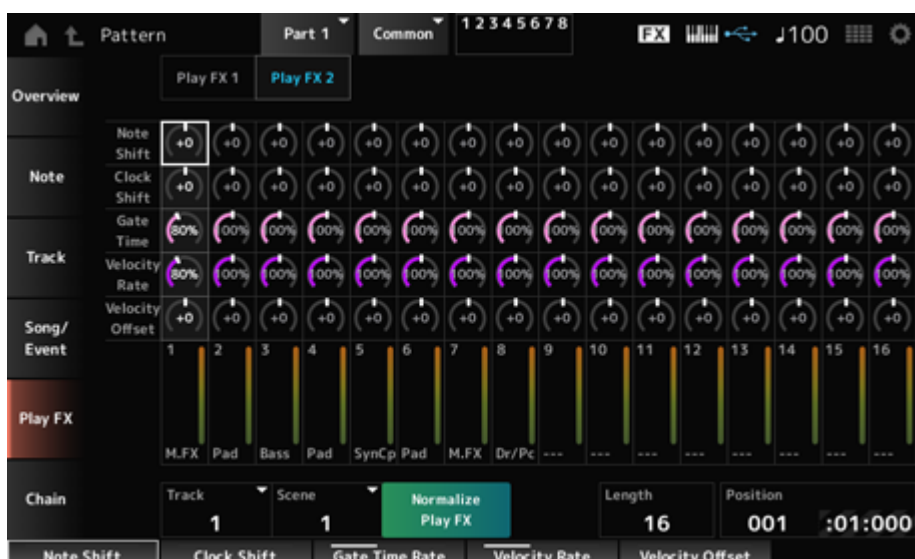 Pattern Part 1 Common 1 2 3 4 5 6 7 8 FX ♩100
Play FX 1 Play FX 2
Overview
Note
Shift
+0 +0 +0 +0 +0 +0 +0 +0 +0 +0 +0 +0 +0 +0 +0 +0
Note
Clock
Shift
+0 +0 +0 +0 +0 +0 +0 +0 +0 +0 +0 +0 +0 +0 +0 +0
Gate
Time
80% 100% 100% 100% 100% 100% 100% 100% 100% 100% 100% 100% 100% 100% 100% 100%
Track
Velocity
Rate
80% 100% 100% 100% 100% 100% 100% 100% 100% 100% 100% 100% 100% 100% 100% 100%
Velocity
Offset
+0 +0 +0 +0 +0 +0 +0 +0 +0 +0 +0 +0 +0 +0 +0 +0
Song/
Event
1 2 3 4 5 6 7 8 9 10 11 12 13 14 15 16
Play FX
M.FX Pad Bass Pad SynCp Pad M.FX Dr/Pc --- --- --- --- --- --- --- ---
Chain
Track Scene Normalize Length Position
1 1 Play FX 16 001 :01:000
Note Shift Clock Shift Gate Time Rate Velocity Rate Velocity Offset